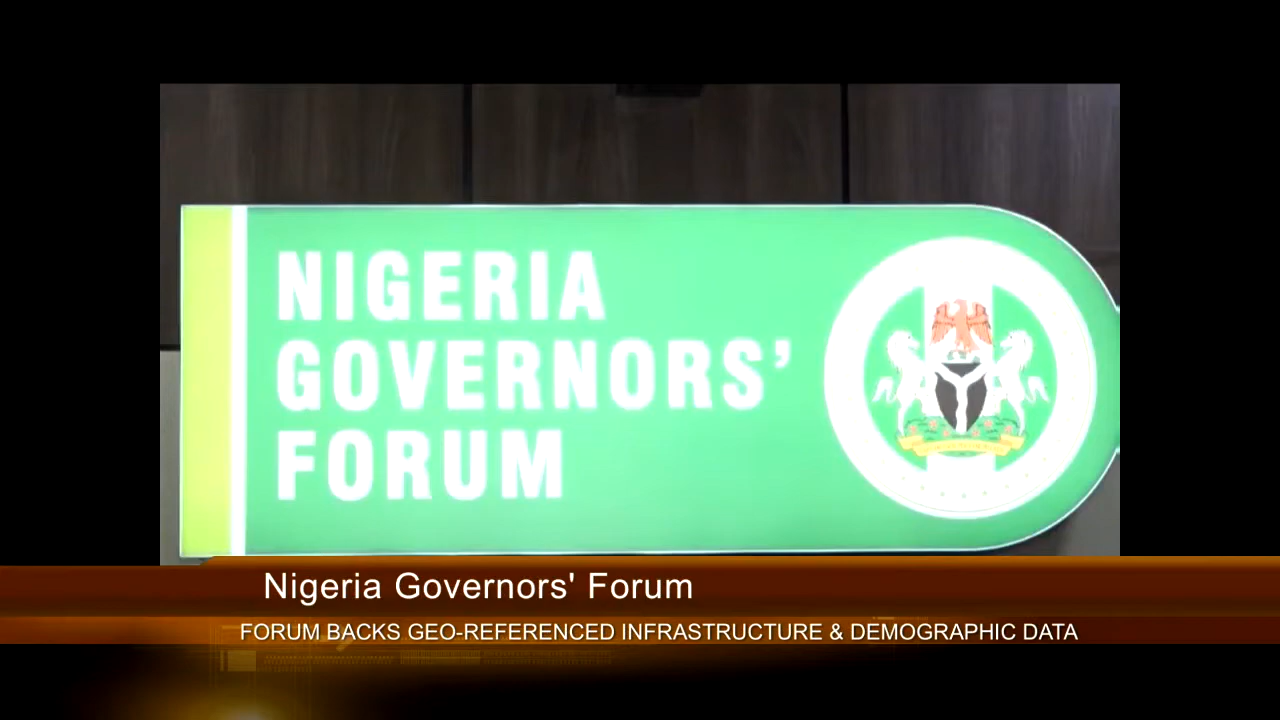 NIGERIA
GOVERNORS’
FORUM
Nigeria Governors' Forum
FORUM BACKS GEO-REFERENCED INFRASTRUCTURE & DEMOGRAPHIC DATA